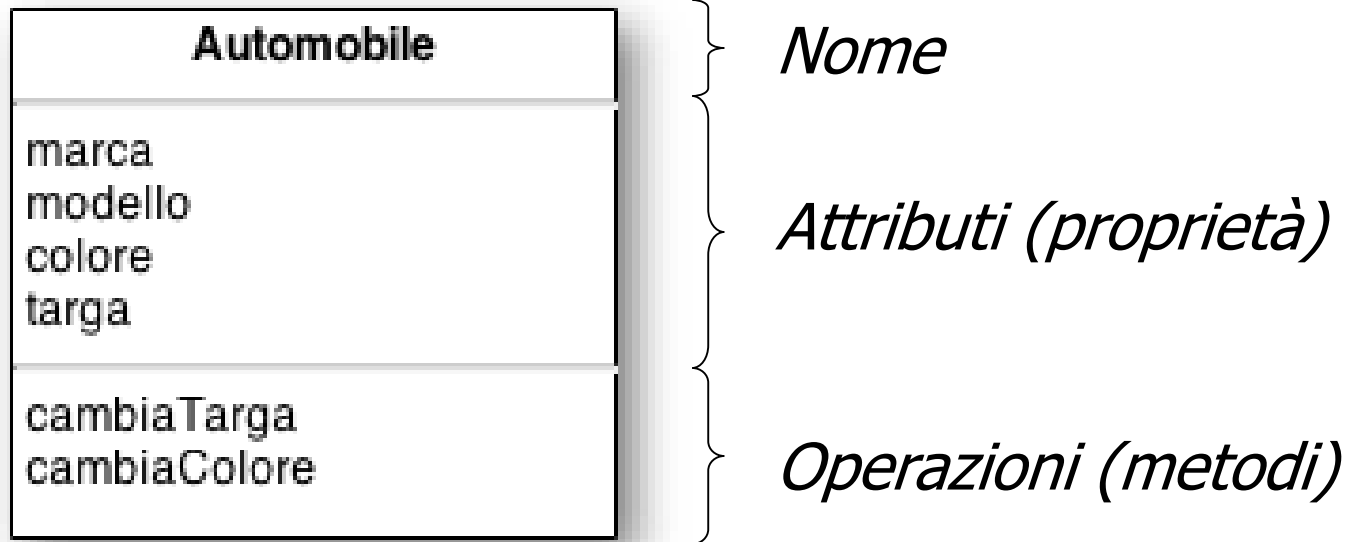 Automobile
Nome
marca
modello
colore
targa
Attributi (proprietà)
cambiaTarga
cambiaColore
Operazioni (metodi)